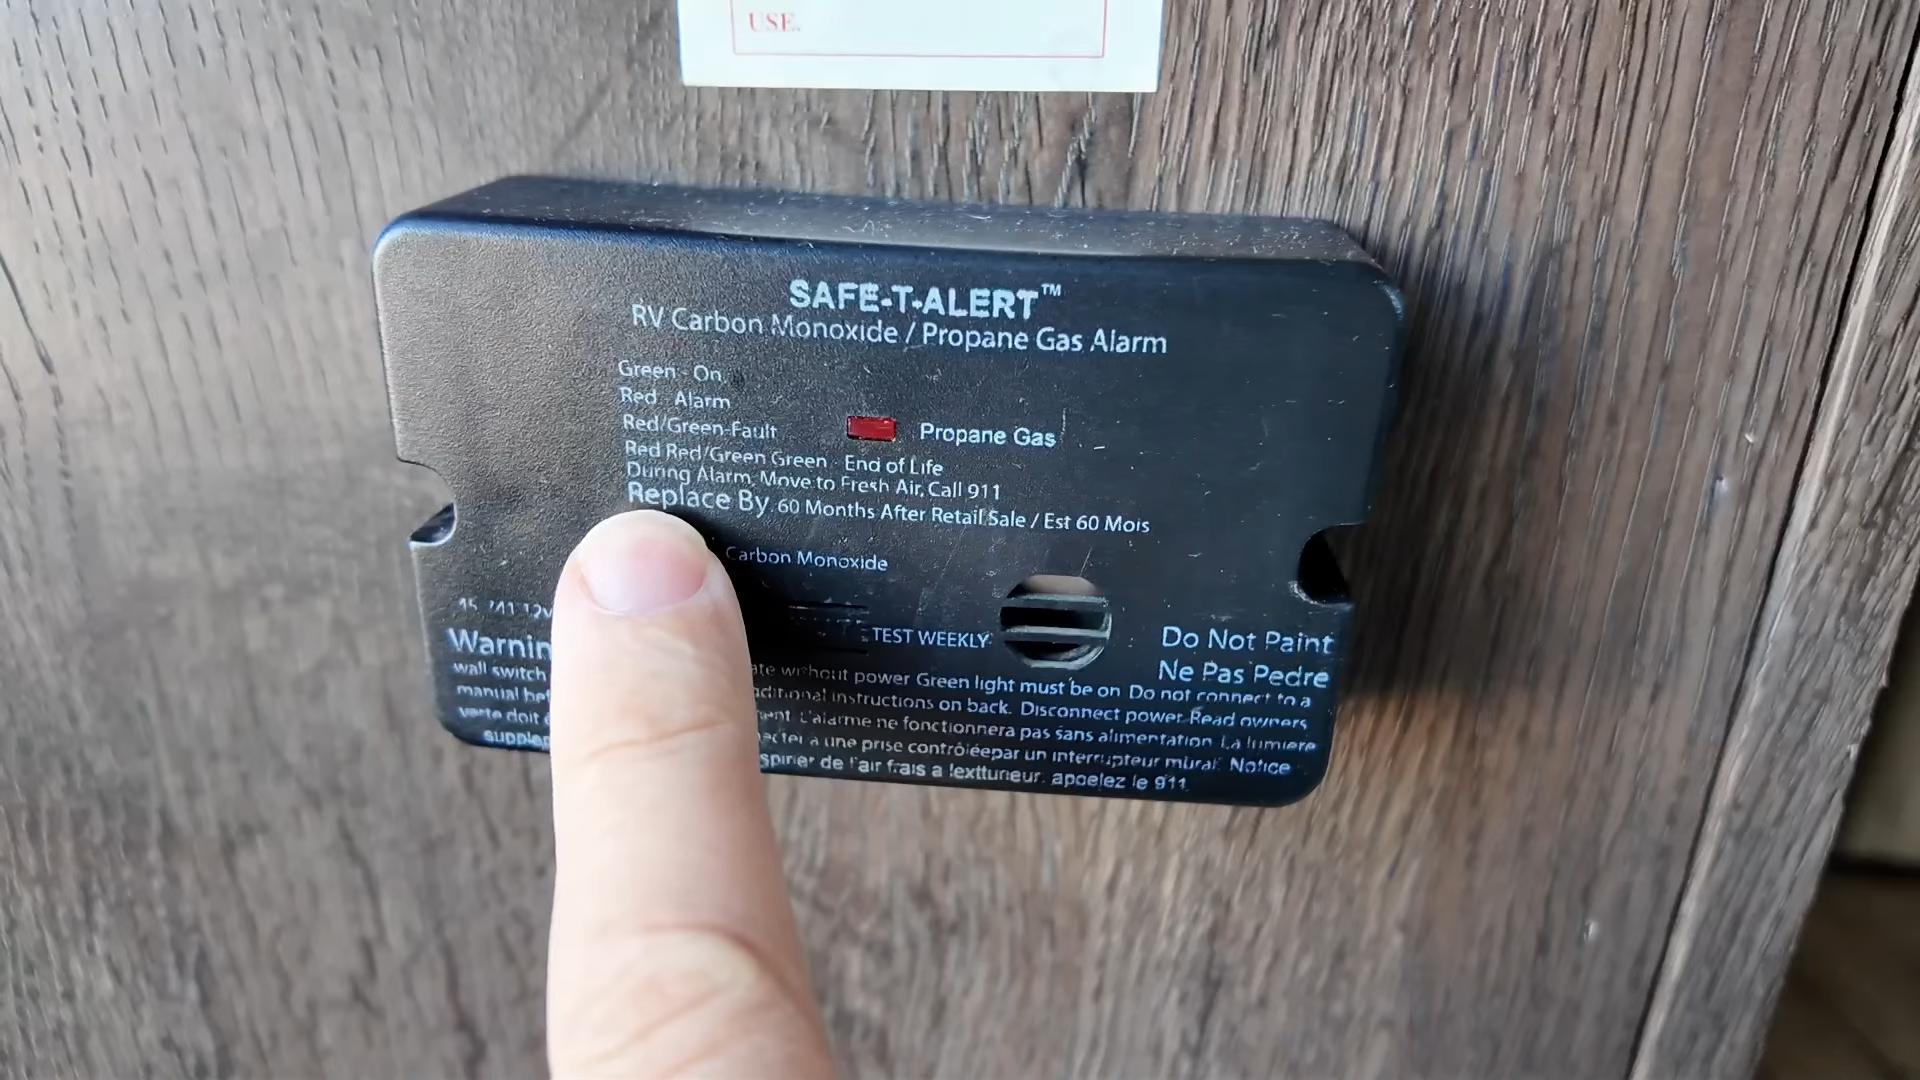 USE.
SAFE-T-ALERT™
RV Carbon Monoxide / Propane Gas Alarm
Green - On
Red - Alarm
Red/Green-Fault
Propane Gas
Red Red/Green Green - End of Life
During Alarm, Move to Fresh Air, Call 911
Replace By 60 Months After Retail Sale / Est 60 Mois
Carbon Monoxide
TEST WEEKLY
Do Not Paint
Ne Pas Pedre
without power Green light must be on Do not connect to a
wall switch instructions on back. Disconnect power Read owners
manual L'alarme ne fonctionnera pas sans alimentation La lumiere
verte doit à une prise contrôléepar un interrupteur mural. Notice
de l'air frais a lextturieur. apoelez le 911